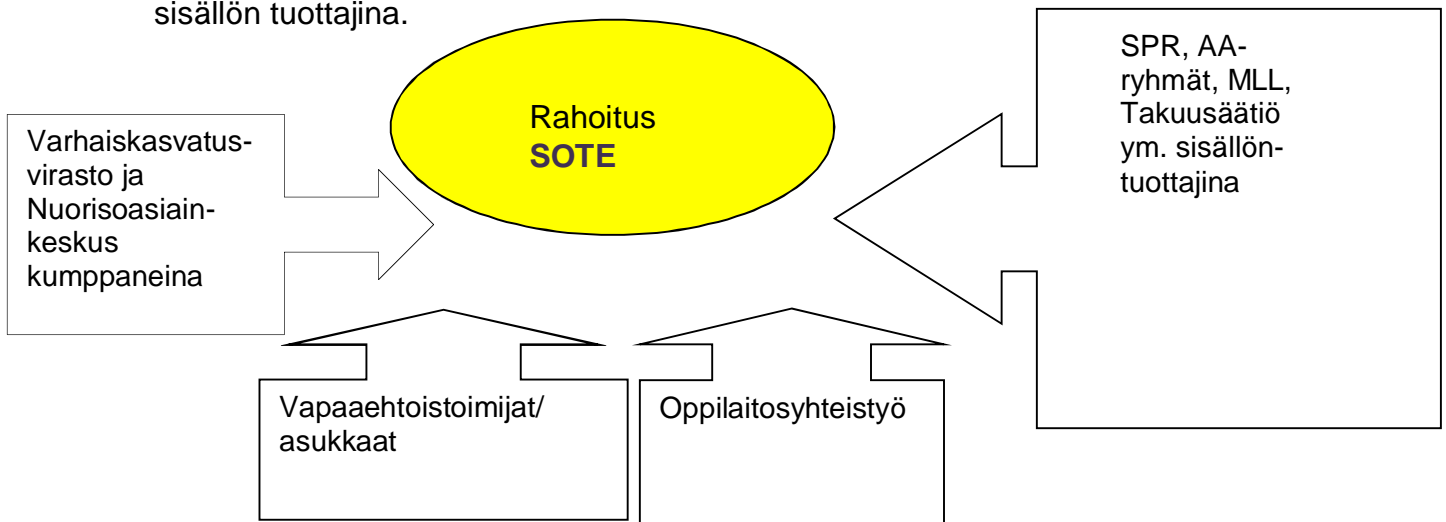 sisällön tuottajina.
Rahoitus
SOTE
SPR, AA-
ryhmät, MLL,
Takuusäätiö
ym. sisällön-
tuottajina
Varhaiskasvatus-
virasto ja
Nuorisoasiain-
keskus
kumppaneina
Vapaaehtoistoimijat/
asukkaat
Oppilaitosyhteistyö